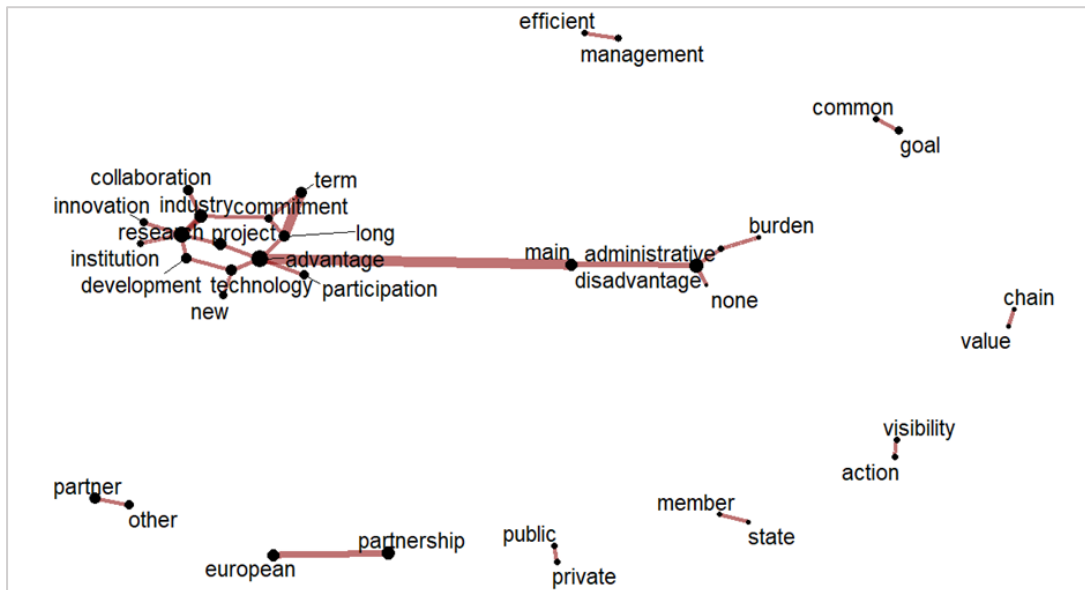 efficient
management
common
goal
collaboration
term
innovation
industry commitment
research project
long
institution
advantage
development technology
participation
new
main
administrative
burden
disadvantage
none
chain
value
visibility
action
partner
other
member
state
european
partnership
public
private